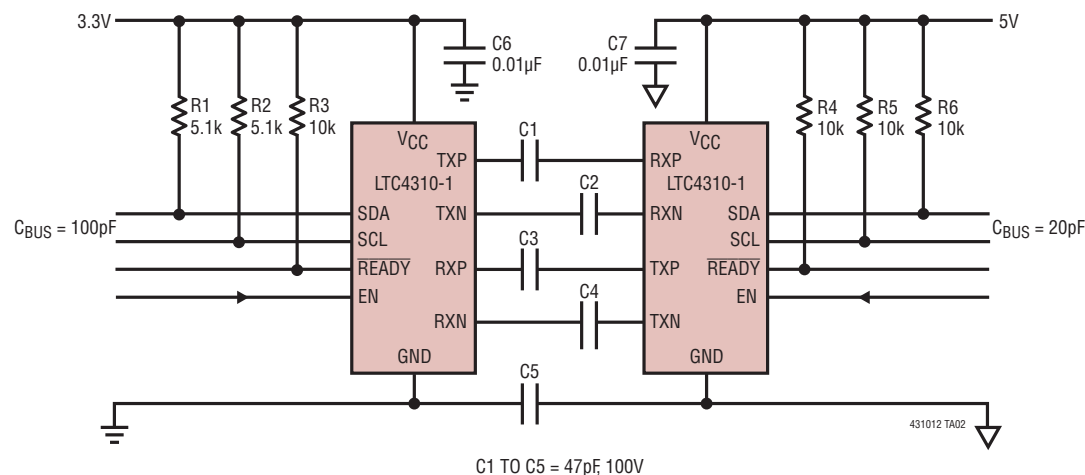 3.3V
C6
0.01µF
C7
0.01µF
5V
R1
5.1k
R2
5.1k
R3
10k
R4
10k
R5
10k
R6
10k
VCC
TXP
LTC4310-1
SDA
TXN
SCL
READY
RXP
EN
RXN
GND
C1
C2
C3
C4
C5
VCC
RXP
LTC4310-1
RXN
SDA
SCL
TXP
READY
EN
TXN
GND
CBUS = 100pF
CBUS = 20pF
431012 TA02
C1 TO C5 = 47pF, 100V